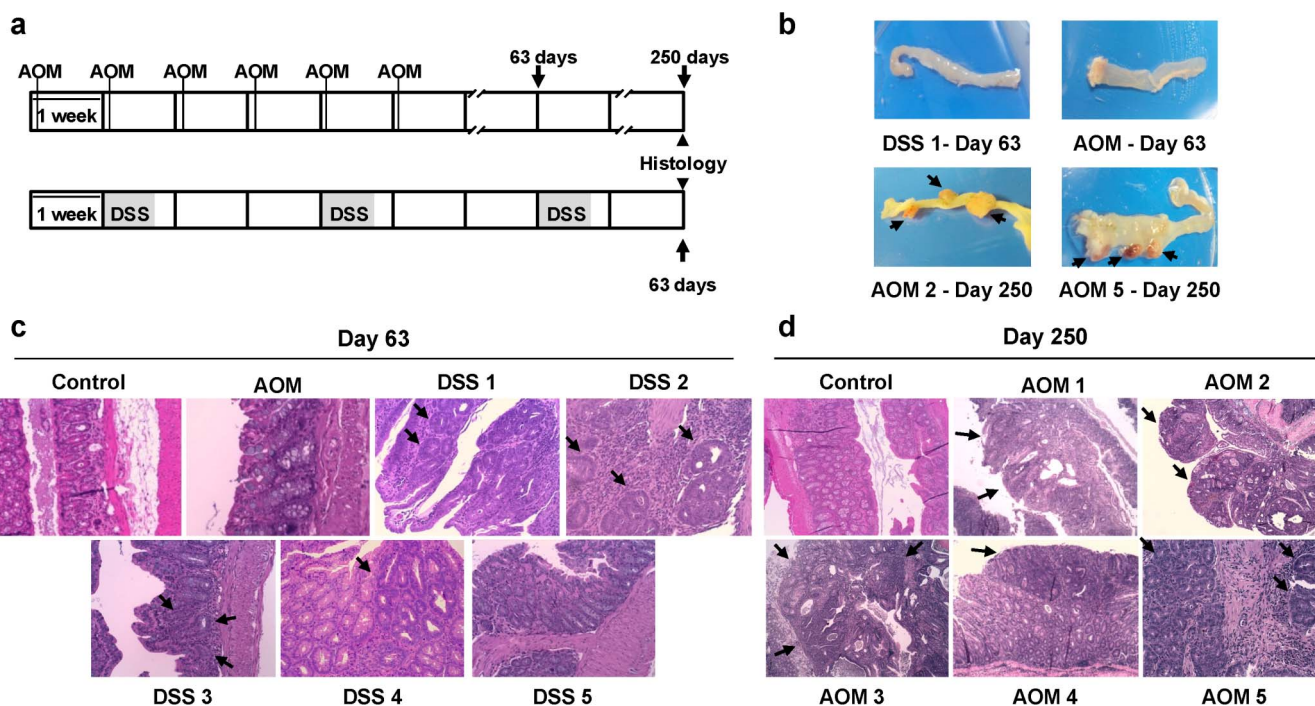 a
AOM AOM AOM AOM AOM AOM
63 days
250 days
1 week
Histology
1 week
DSS
DSS
DSS
63 days
b
DSS 1- Day 63
AOM - Day 63
AOM 2 - Day 250
AOM 5 - Day 250
c
Day 63
Control
AOM
DSS 1
DSS 2
DSS 3
DSS 4
DSS 5
d
Day 250
Control
AOM 1
AOM 2
AOM 3
AOM 4
AOM 5